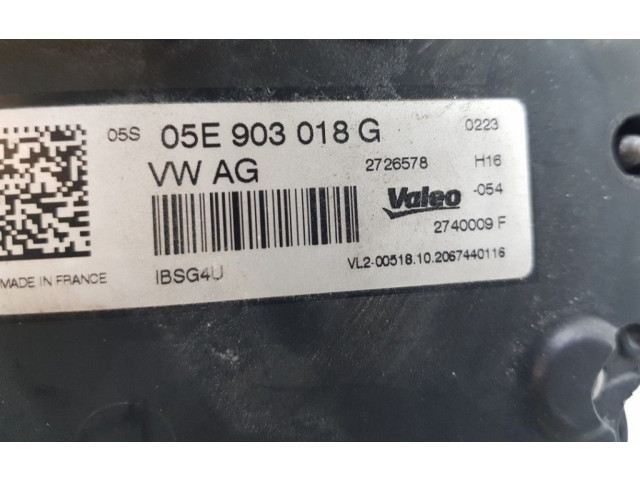 05S 05E 903 018 G 0223
VW AG 2726578 H16
Valeo -054
2740009 F
MADE IN FRANCE IBSG4U VL2-00518.10.2067440116